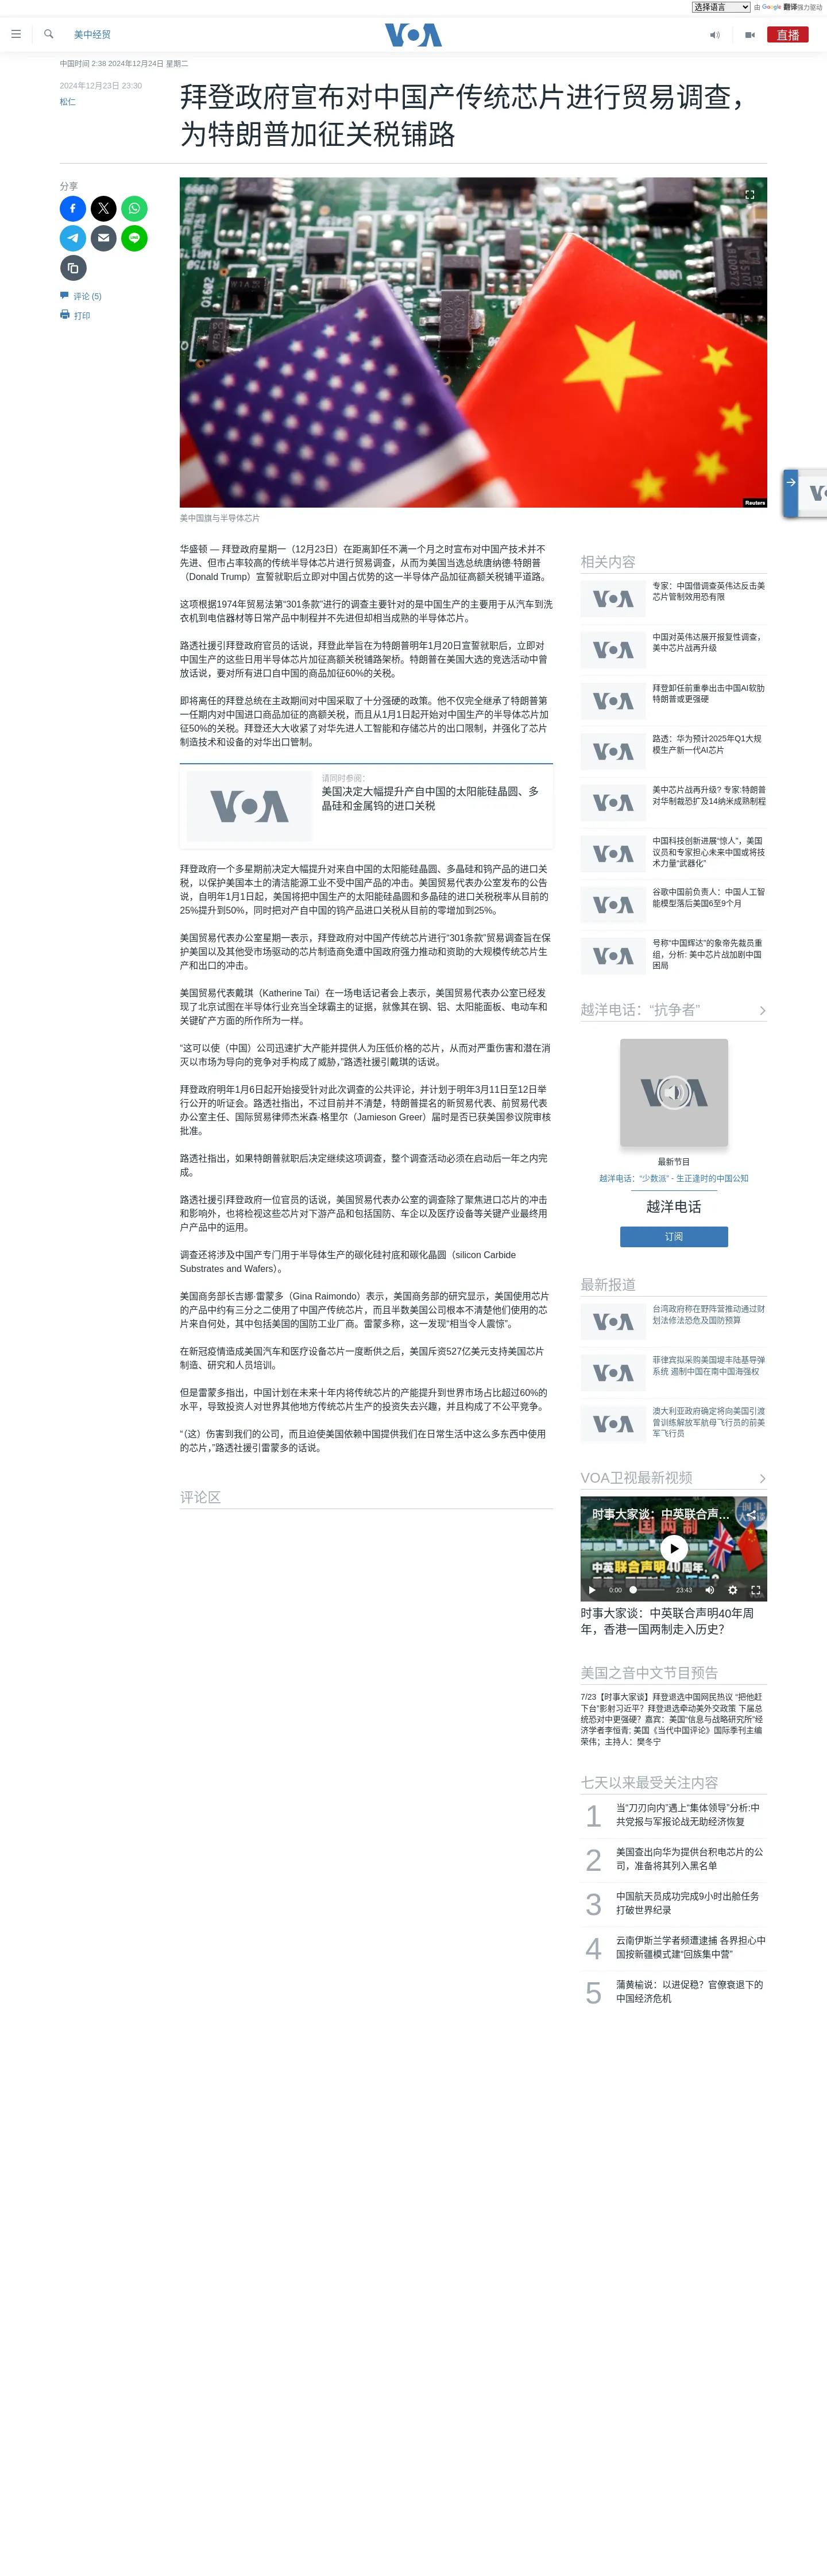 选择语言
由 Google 翻译强力驱动
美中经贸
VOA
直播
中国时间 2:38 2024年12月24日 星期二
2024年12月23日 23:30
松仁
拜登政府宣布对中国产传统芯片进行贸易调查，
为特朗普加征关税铺路
分享
评论 (5)
打印
Reuters
美中国旗与半导体芯片
华盛顿 — 拜登政府星期一（12月23日）在距离卸任不满一个月之时宣布对中国产技术并不
先进、但市占率较高的传统半导体芯片进行贸易调查，从而为美国当选总统唐纳德·特朗普
（Donald Trump）宣誓就职后立即对中国占优势的这一半导体产品加征高额关税铺平道路。
这项根据1974年贸易法第“301条款”进行的调查主要针对的是中国生产的主要用于从汽车到洗
衣机到电信器材等日常产品中制程并不先进但却相当成熟的半导体芯片。
路透社援引拜登政府官员的话说，拜登此举旨在为特朗普明年1月20日宣誓就职后，立即对
中国生产的这些日用半导体芯片加征高额关税铺路架桥。特朗普在美国大选的竞选活动中曾
放话说，要对所有进口自中国的商品加征60%的关税。
即将离任的拜登总统在主政期间对中国采取了十分强硬的政策。他不仅完全继承了特朗普第
一任期内对中国进口商品加征的高额关税，而且从1月1日起开始对中国生产的半导体芯片加
征50%的关税。拜登还大大收紧了对华先进人工智能和存储芯片的出口限制，并强化了芯片
制造技术和设备的对华出口管制。
VOA
请同时参阅：
美国决定大幅提升产自中国的太阳能硅晶圆、多
晶硅和金属钨的进口关税
拜登政府一个多星期前决定大幅提升对来自中国的太阳能硅晶圆、多晶硅和钨产品的进口关
税，以保护美国本土的清洁能源工业不受中国产品的冲击。美国贸易代表办公室发布的公告
说，自明年1月1日起，美国将把中国生产的太阳能硅晶圆和多晶硅的进口关税税率从目前的
25%提升到50%，同时把对产自中国的钨产品进口关税从目前的零增加到25%。
美国贸易代表办公室星期一表示，拜登政府对中国产传统芯片进行“301条款”贸易调查旨在保
护美国以及其他受市场驱动的芯片制造商免遭中国政府强力推动和资助的大规模传统芯片生
产和出口的冲击。
美国贸易代表戴琪（Katherine Tai）在一场电话记者会上表示，美国贸易代表办公室已经发
现了北京试图在半导体行业充当全球霸主的证据，就像其在钢、铝、太阳能面板、电动车和
关键矿产方面的所作所为一样。
“这可以使（中国）公司迅速扩大产能并提供人为压低价格的芯片，从而对严重伤害和潜在消
灭以市场为导向的竞争对手构成了威胁，”路透社援引戴琪的话说。
拜登政府明年1月6日起开始接受针对此次调查的公共评论，并计划于明年3月11日至12日举
行公开的听证会。路透社指出，不过目前并不清楚，特朗普提名的新贸易代表、前贸易代表
办公室主任、国际贸易律师杰米森·格里尔（Jamieson Greer）届时是否已获美国参议院审核
批准。
路透社指出，如果特朗普就职后决定继续这项调查，整个调查活动必须在启动后一年之内完
成。
路透社援引拜登政府一位官员的话说，美国贸易代表办公室的调查除了聚焦进口芯片的冲击
和影响外，也将检视这些芯片对下游产品和包括国防、车企以及医疗设备等关键产业最终用
户产品中的运用。
调查还将涉及中国产专门用于半导体生产的碳化硅衬底和碳化晶圆（silicon Carbide
Substrates and Wafers）。
美国商务部长吉娜·雷蒙多（Gina Raimondo）表示，美国商务部的研究显示，美国使用芯片
的产品中约有三分之二使用了中国产传统芯片，而且半数美国公司根本不清楚他们使用的芯
片来自何处，其中包括美国的国防工业厂商。雷蒙多称，这一发现“相当令人震惊”。
在新冠疫情造成美国汽车和医疗设备芯片一度断供之后，美国斥资527亿美元支持美国芯片
制造、研究和人员培训。
但是雷蒙多指出，中国计划在未来十年内将传统芯片的产能提升到世界市场占比超过60%的
水平，导致投资人对世界其他地方传统芯片生产的投资失去兴趣，并且构成了不公平竞争。
“（这）伤害到我们的公司，而且迫使美国依赖中国提供我们在日常生活中这么多东西中使用
的芯片，”路透社援引雷蒙多的话说。
评论区
相关内容
VOA
专家：中国借调查英伟达反击美
芯片管制效用恐有限
VOA
中国对英伟达展开报复性调查，
美中芯片战再升级
VOA
拜登卸任前重拳出击中国AI软肋
特朗普或更强硬
VOA
路透：华为预计2025年Q1大规
模生产新一代AI芯片
VOA
美中芯片战再升级? 专家:特朗普
对华制裁恐扩及14纳米成熟制程
VOA
中国科技创新进展“惊人”，美国
议员和专家担心未来中国或将技
术力量“武器化”
VOA
谷歌中国前负责人：中国人工智
能模型落后美国6至9个月
VOA
号称“中国辉达”的象帝先裁员重
组，分析: 美中芯片战加剧中国
困局
越洋电话：“抗争者”
VOA
最新节目
越洋电话：“少数派” - 生正逢时的中国公知
越洋电话
订阅
最新报道
VOA
台湾政府称在野阵营推动通过财
划法修法恐危及国防预算
VOA
菲律宾拟采购美国堤丰陆基导弹
系统 遏制中国在南中国海强权
VOA
澳大利亚政府确定将向美国引渡
曾训练解放军航母飞行员的前美
军飞行员
VOA卫视最新视频
时事大家谈：中英联合声...
一国两制
中英联合声明40周年,
0:00
23:43
时事大家谈：中英联合声明40年周
年，香港一国两制走入历史？
美国之音中文节目预告
7/23【时事大家谈】拜登退选中国网民热议 “把他赶
下台”影射习近平？拜登退选牵动美外交政策 下届总
统恐对中更强硬？嘉宾：美国“信息与战略研究所”经
济学者李恒青; 美国《当代中国评论》国际季刊主编
荣伟；主持人：樊冬宁
七天以来最受关注内容
1
当“刀刃向内”遇上“集体领导”分析:中
共党报与军报论战无助经济恢复
2
美国查出向华为提供台积电芯片的公
司，准备将其列入黑名单
3
中国航天员成功完成9小时出舱任务
打破世界纪录
4
云南伊斯兰学者频遭逮捕 各界担心中
国按新疆模式建“回族集中营”
5
蒲黄榆说：以进促稳？官僚衰退下的
中国经济危机